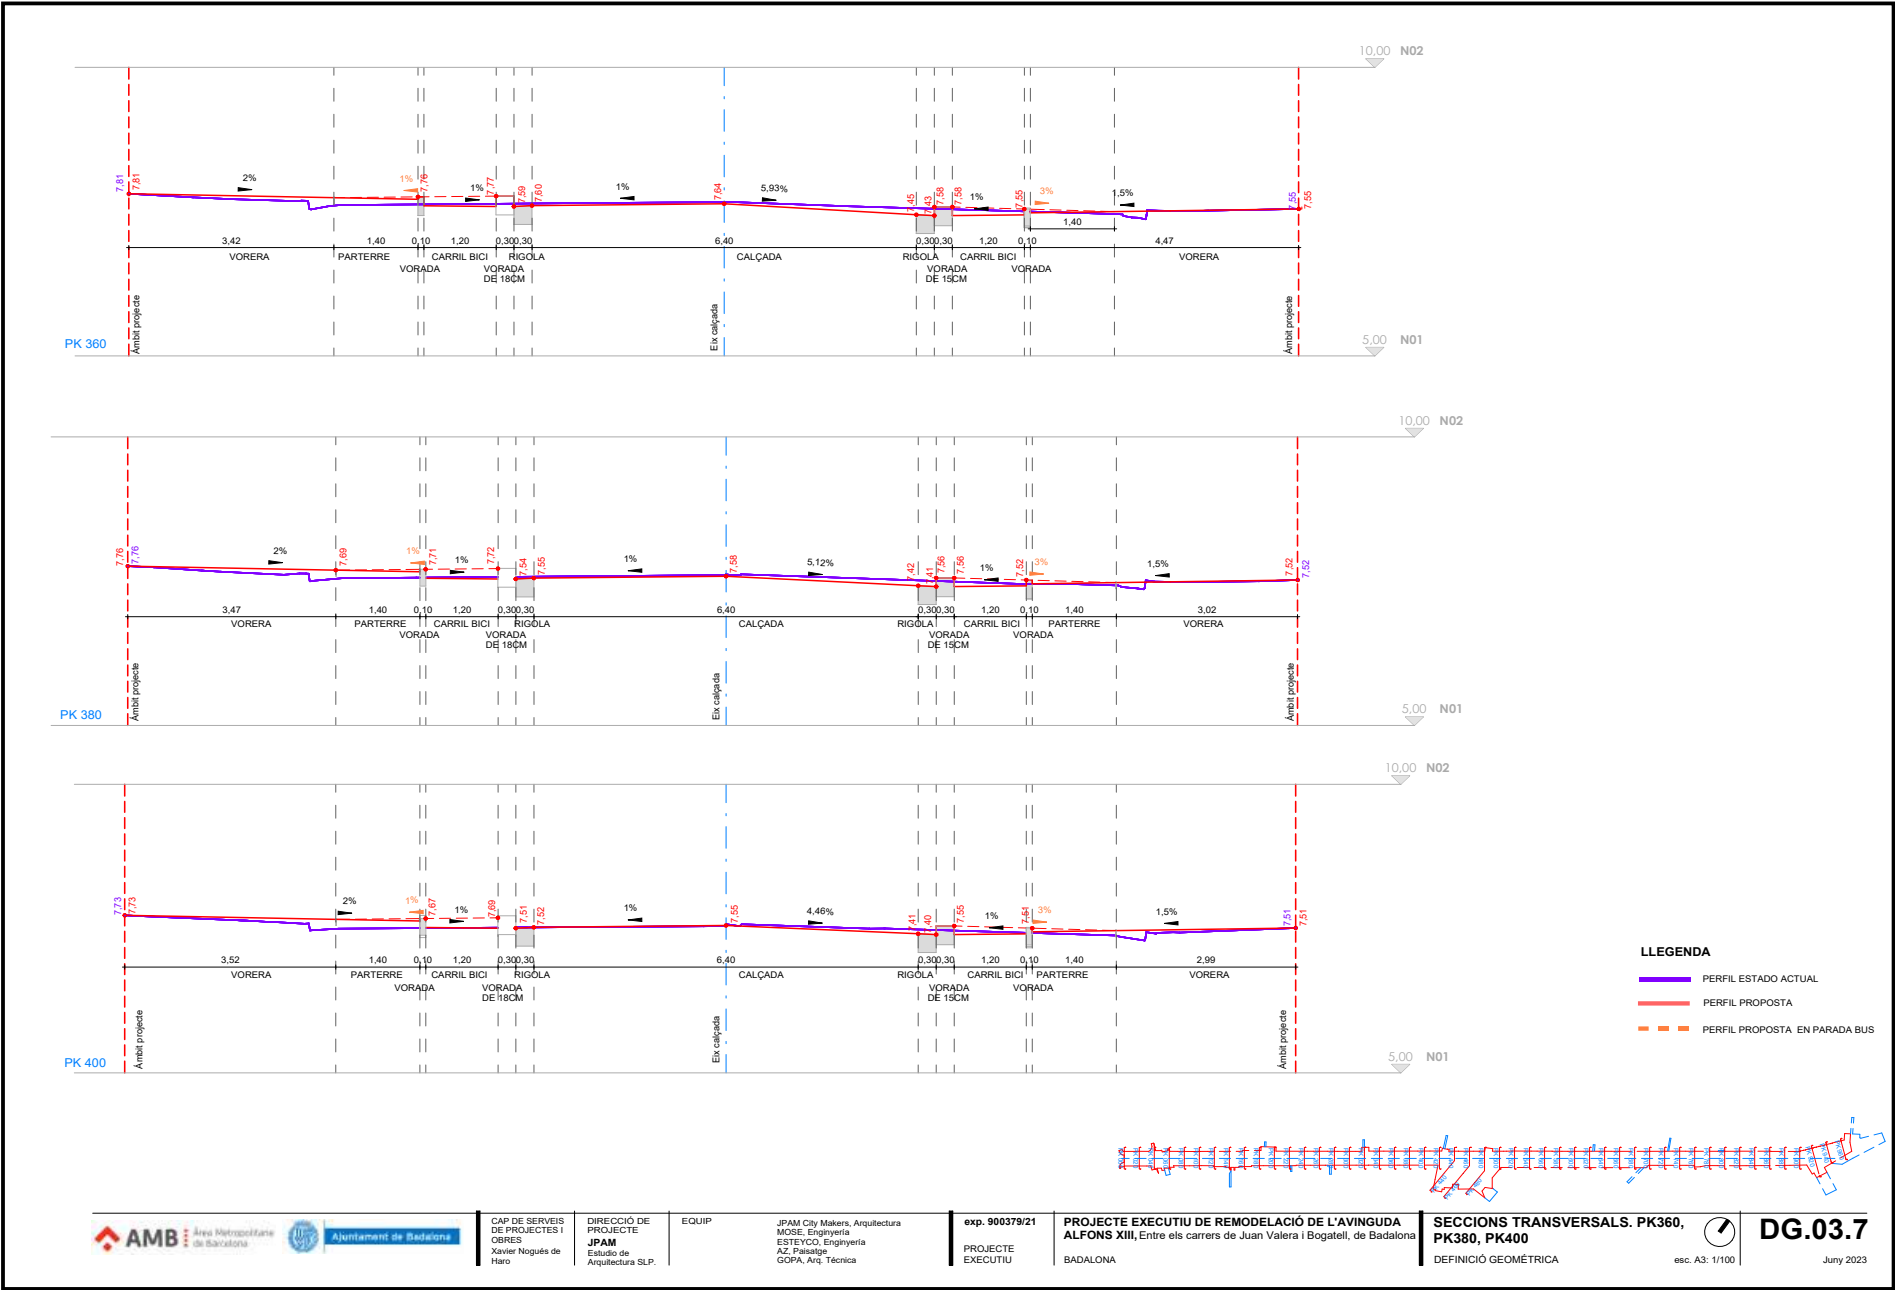 10,00 N02
7,81
7,81
2%
1%
7,76
1%
7,77
7,59
7,60
1%
7,64
5,93%
7,45
7,43
7,58
7,58
1%
7,55
3%
1,5%
7,55
7,55
1,40
3,42 1,40 0,10 1,20 0,30 0,30 6,40 0,30 0,30 1,20 0,10 4,47
VORERA PARTERRE CARRIL BICI RIGOLA CALÇADA RIGOLA CARRIL BICI VORERA
VORADA VORADA VORADA VORADA
DE 18CM DE 15CM
Àmbit projecte
Eix calçada
Àmbit projecte
PK 360
5,00 N01
10,00 N02
7,76
7,76
2%
7,69
1%
7,71
1%
7,72
7,54
7,55
1%
7,58
5,12%
7,42
41
7,56
7,56
1%
7,52
3%
1,5%
7,52
7,52
3,47 1,40 0,10 1,20 0,30 0,30 6,40 0,30 0,30 1,20 0,10 1,40 3,02
VORERA PARTERRE CARRIL BICI RIGOLA CALÇADA RIGOLA CARRIL BICI PARTERRE VORERA
VORADA VORADA VORADA VORADA
DE 18CM DE 15CM
Àmbit projecte
Eix calçada
Àmbit projecte
PK 380
5,00 N01
10,00 N02
7,73
7,73
2%
1%
7,67
1%
7,69
7,51
7,52
1%
7,55
4,46%
41
40
7,55
1%
7,51
3%
1,5%
7,51
7,51
3,52 1,40 0,10 1,20 0,30 0,30 6,40 0,30 0,30 1,20 0,10 1,40 2,99
VORERA PARTERRE CARRIL BICI RIGOLA CALÇADA RIGOLA CARRIL BICI PARTERRE VORERA
VORADA VORADA VORADA VORADA
DE 18CM DE 15CM
Àmbit projecte
Eix calçada
Àmbit projecte
PK 400
5,00 N01
LLEGENDA
PERFIL ESTADO ACTUAL
PERFIL PROPOSTA
PERFIL PROPOSTA EN PARADA BUS
AMB
Àrea Metropolitana
de Barcelona
Ajuntament de Badalona
CAP DE SERVEIS
DE PROJECTES I
OBRES
Xavier Nogués de
Haro
DIRECCIÓ DE
PROJECTE
JPAM
Estudio de
Arquitectura SLP.
EQUIP
JPAM City Makers, Arquitectura
MOSE, Enginyeria
ESTEYCO, Enginyería
AZ, Paisatge
GOPA, Arq. Técnica
exp. 900379/21
PROJECTE
EXECUTIU
PROJECTE EXECUTIU DE REMODELACIÓ DE L'AVINGUDA
ALFONS XIII, Entre els carrers de Juan Valera i Bogatell, de Badalona
BADALONA
SECCIONS TRANSVERSALS. PK360,
PK380, PK400
DEFINICIÓ GEOMÈTRICA
esc. A3: 1/100
DG.03.7
Juny 2023